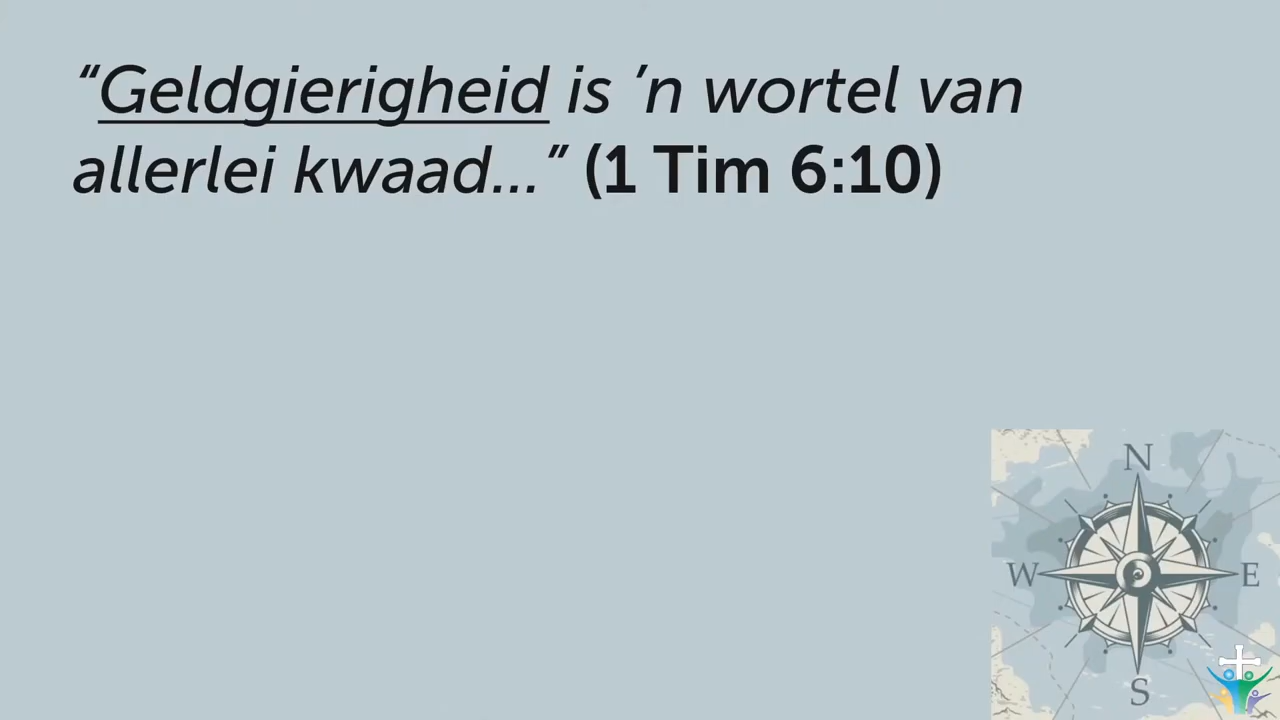 “Geldgierigheid is ’n wortel van
allerlei kwaad...” (1 Tim 6:10)
N
W E
S